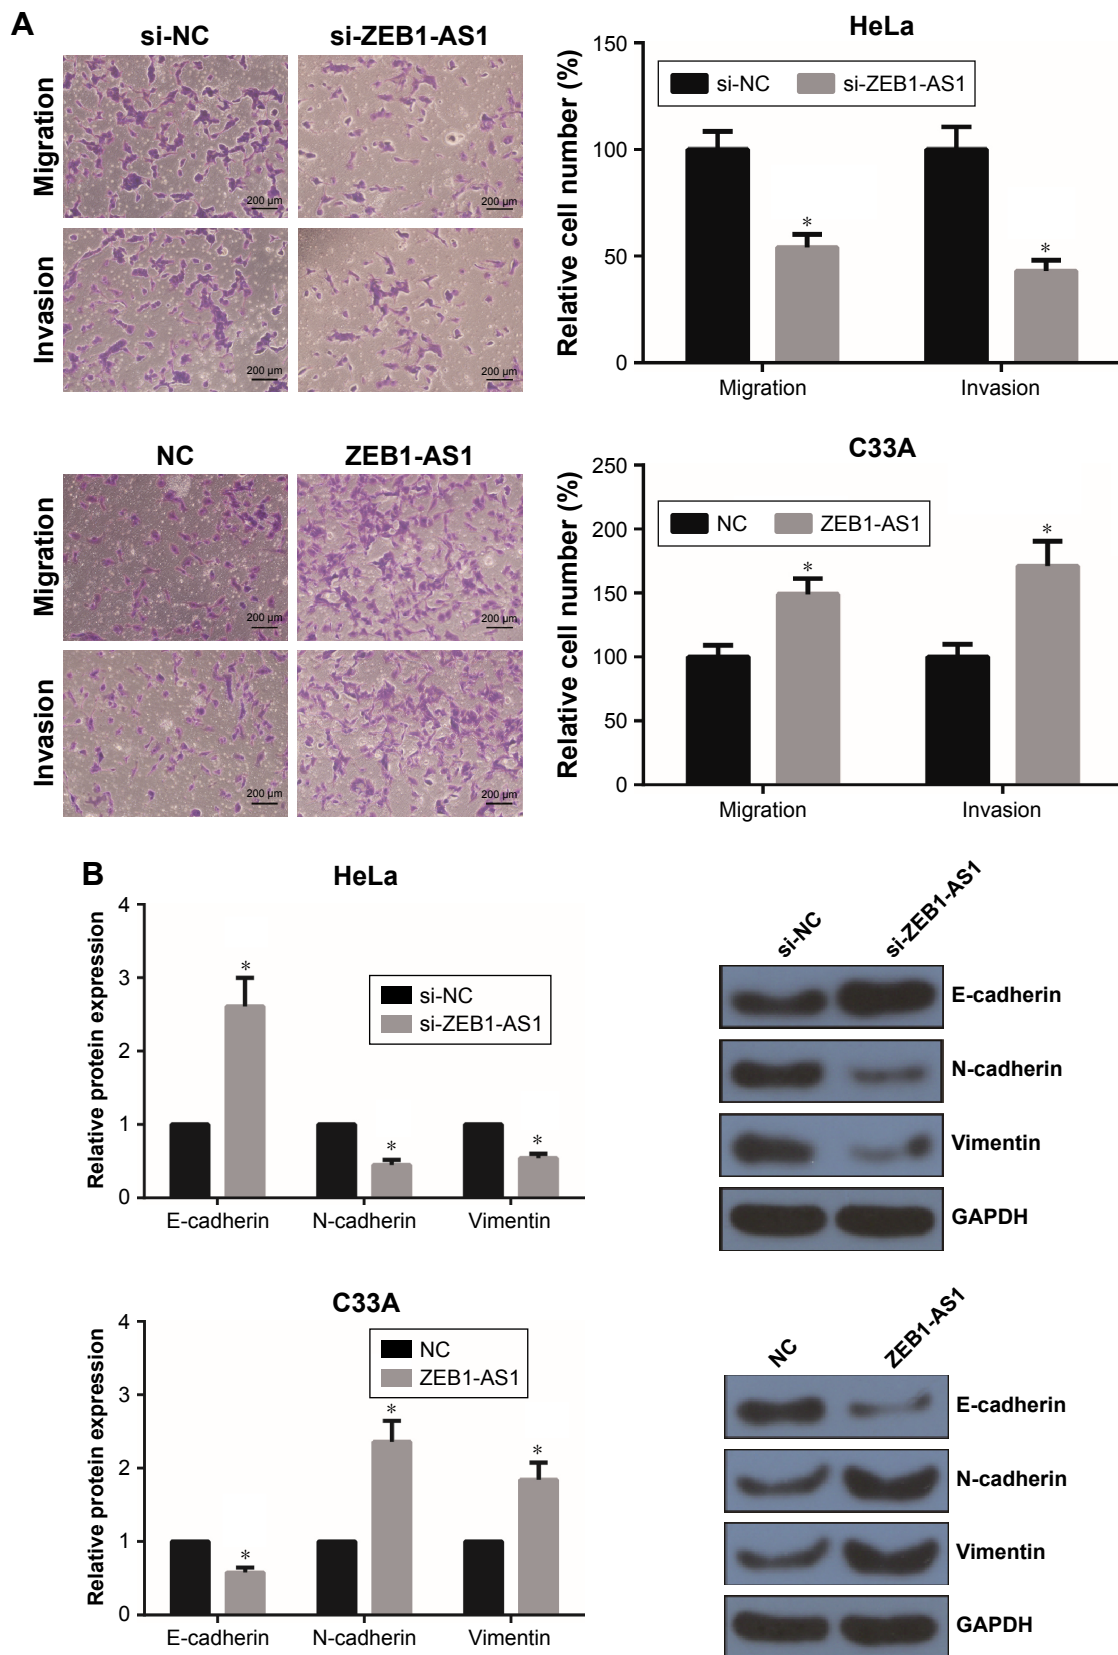 A
si-NC si-ZEB1-AS1
Migration
200 µm
200 µm
Invasion
200 µm
200 µm
HeLa
Relative cell number (%)
150
100
50
0
si-NC si-ZEB1-AS1
*
*
Migration Invasion
NC ZEB1-AS1
Migration
200 µm
200 µm
Invasion
200 µm
200 µm
C33A
Relative cell number (%)
250
200
150
100
50
0
NC ZEB1-AS1
*
*
Migration Invasion
B
HeLa
Relative protein expression
4
3
2
1
0
si-NC
si-ZEB1-AS1
*
*
*
E-cadherin N-cadherin Vimentin
si-NC si-ZEB1-AS1
E-cadherin
N-cadherin
Vimentin
GAPDH
C33A
Relative protein expression
4
3
2
1
0
NC
ZEB1-AS1
*
*
*
E-cadherin N-cadherin Vimentin
NC ZEB1-AS1
E-cadherin
N-cadherin
Vimentin
GAPDH